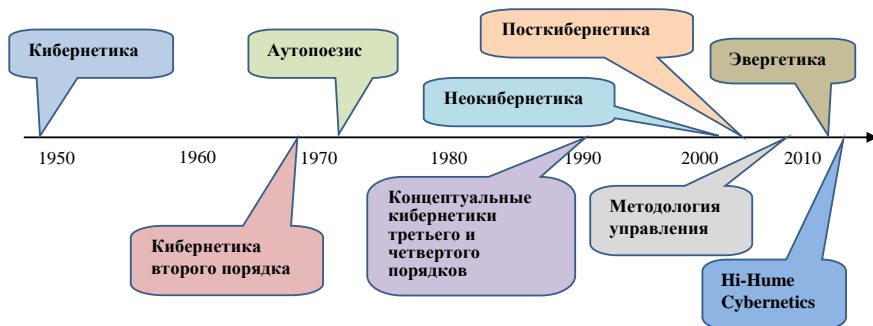 Посткибернетика
Кибернетика
Аутопоезис
Эвергетика
Неокибернетика
1950
1960
1970
1980
1990
2000
2010
Концептуальные
кибернетики
третьего и
четвертого
порядков
Методология
управления
Кибернетика
второго порядка
Hi-Hume
Cybernetics